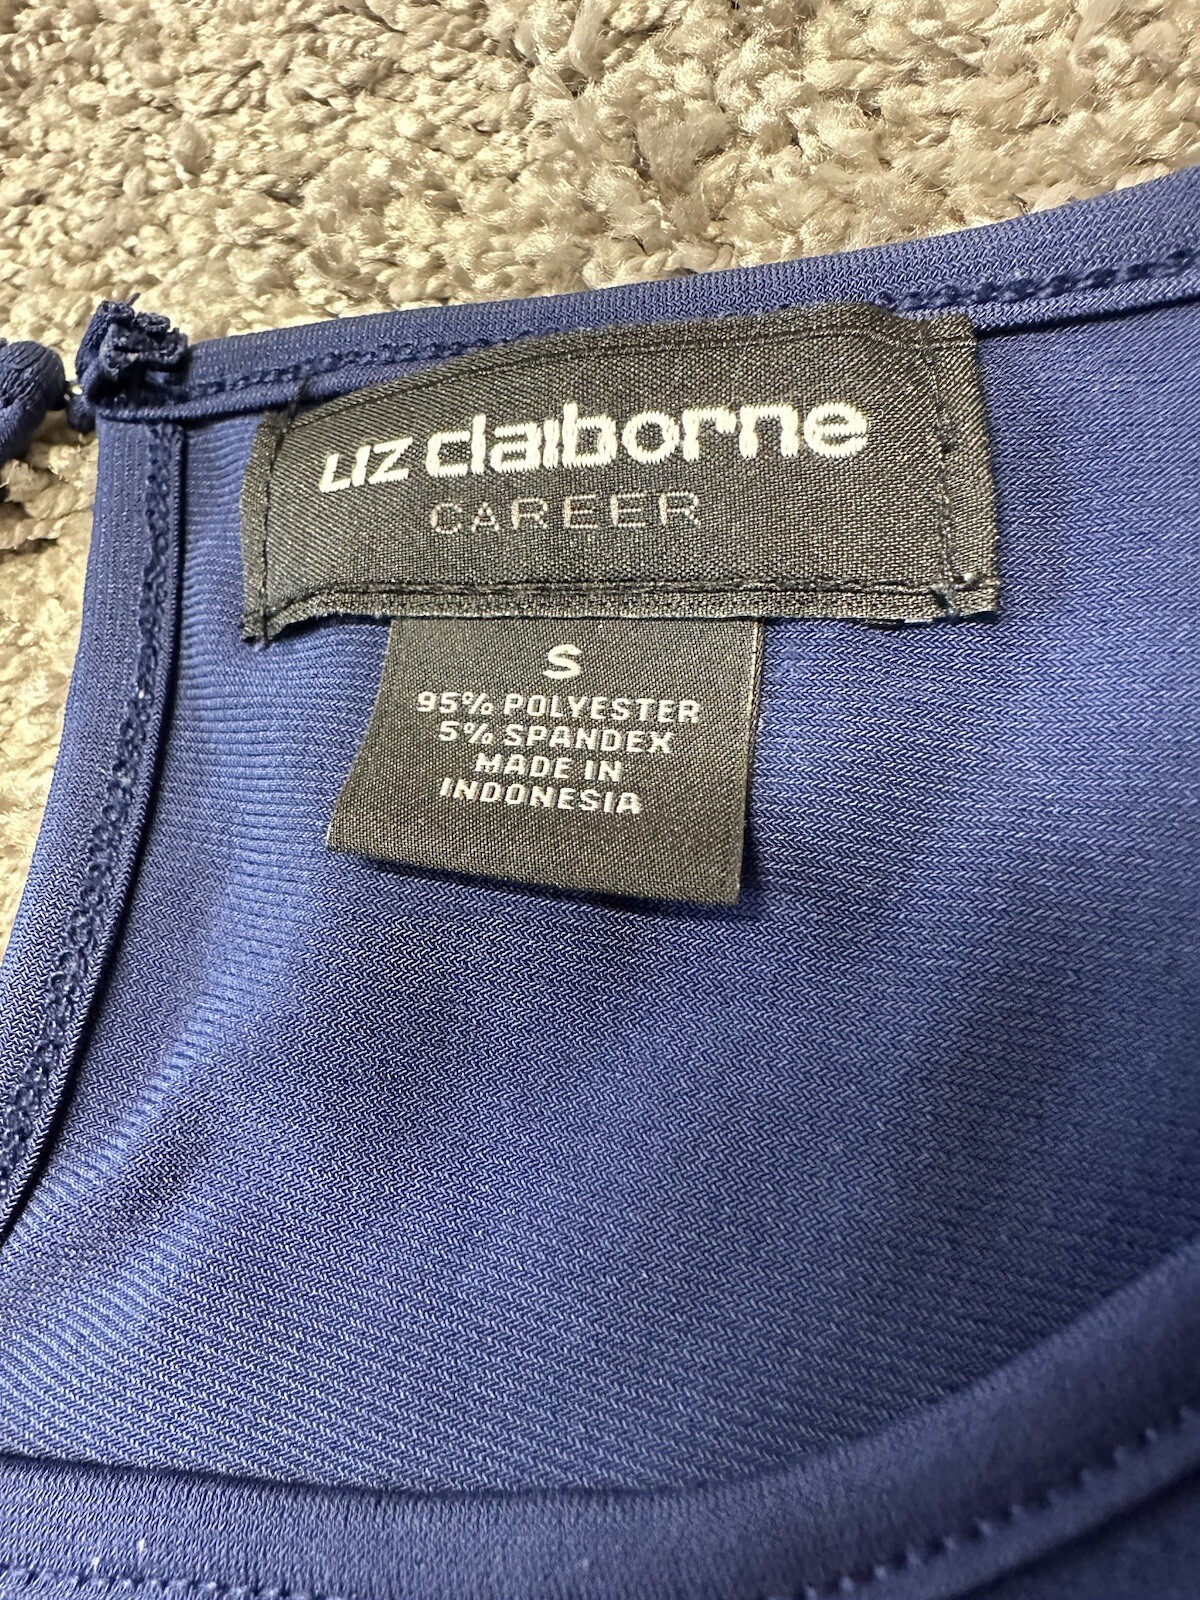 LIZ claiborne
CAREER
S
95% POLYESTER
5% SPANDEX
MADE IN
INDONESIA